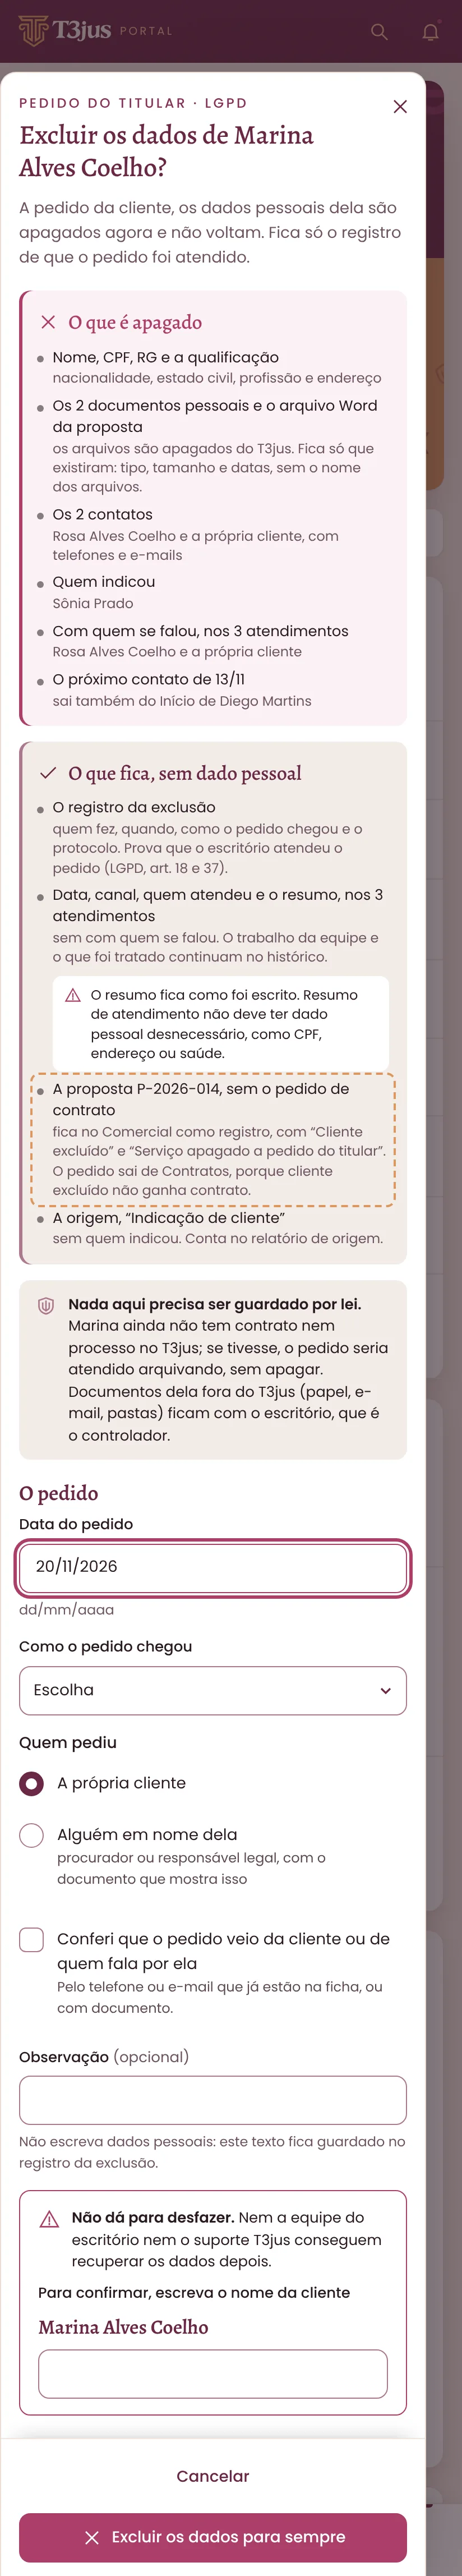 T3jus PORTAL
PEDIDO DO TITULAR · LGPD
Excluir os dados de Marina
Alves Coelho?
A pedido da cliente, os dados pessoais dela são
apagados agora e não voltam. Fica só o registro
de que o pedido foi atendido.
O que é apagado
Nome, CPF, RG e a qualificação
nacionalidade, estado civil, profissão e endereço
Os 2 documentos pessoais e o arquivo Word
da proposta
os arquivos são apagados do T3jus. Fica só que
existiram: tipo, tamanho e datas, sem o nome
dos arquivos.
Os 2 contatos
Rosa Alves Coelho e a própria cliente, com
telefones e e-mails
Quem indicou
Sônia Prado
Com quem se falou, nos 3 atendimentos
Rosa Alves Coelho e a própria cliente
O próximo contato de 13/11
sai também do Início de Diego Martins
O que fica, sem dado pessoal
O registro da exclusão
quem fez, quando, como o pedido chegou e o
protocolo. Prova que o escritório atendeu o
pedido (LGPD, art. 18 e 37).
Data, canal, quem atendeu e o resumo, nos 3
atendimentos
sem com quem se falou. O trabalho da equipe e
o que foi tratado continuam no histórico.
O resumo fica como foi escrito. Resumo
de atendimento não deve ter dado
pessoal desnecessário, como CPF,
endereço ou saúde.
A proposta P-2026-014, sem o pedido de
contrato
fica no Comercial como registro, com “Cliente
excluído” e “Serviço apagado a pedido do titular”.
O pedido sai de Contratos, porque cliente
excluído não ganha contrato.
A origem, “Indicação de cliente”
sem quem indicou. Conta no relatório de origem.
Nada aqui precisa ser guardado por lei.
Marina ainda não tem contrato nem
processo no T3jus; se tivesse, o pedido seria
atendido arquivando, sem apagar.
Documentos dela fora do T3jus (papel, e-
mail, pastas) ficam com o escritório, que é
o controlador.
O pedido
Data do pedido
20/11/2026
dd/mm/aaaa
Como o pedido chegou
Escolha
Quem pediu
A própria cliente
Alguém em nome dela
procurador ou responsável legal, com o
documento que mostra isso
Conferi que o pedido veio da cliente ou de
quem fala por ela
Pelo telefone ou e-mail que já estão na ficha, ou
com documento.
Observação (opcional)
Não escreva dados pessoais: este texto fica guardado no
registro da exclusão.
Não dá para desfazer. Nem a equipe do
escritório nem o suporte T3jus conseguem
recuperar os dados depois.
Para confirmar, escreva o nome da cliente
Marina Alves Coelho
Cancelar
Excluir os dados para sempre